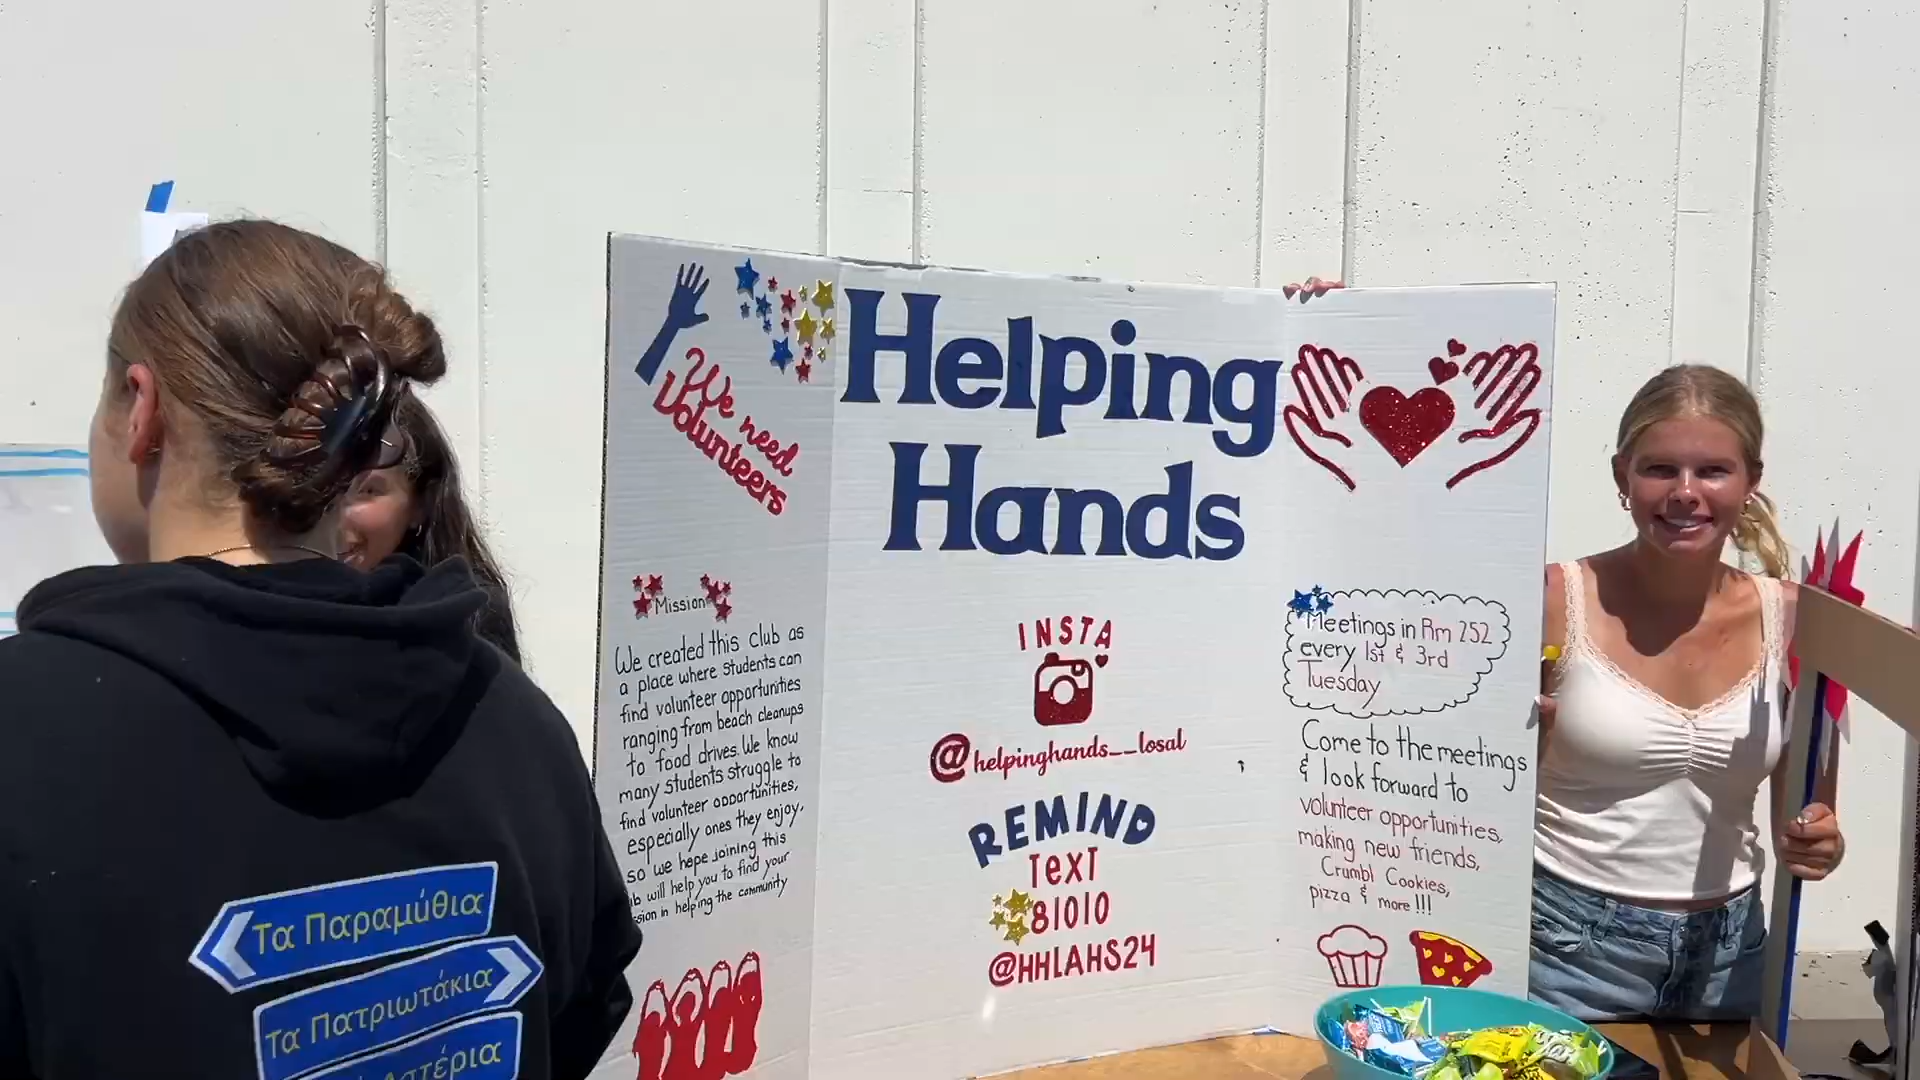 We need
Volunteers
Mission
We created this club as
a place where students can
find volunteer opportunities
ranging from beach cleanups
to food drives. We know
many students struggle to
find volunteer opportunities,
especially ones they enjoy,
so we hope joining this
will help you to find your
in helping the community
Helping
Hands
INSTA
@helpinghands__losal
REMIND
TEXT
81010
@HHLAHS24
Meetings in Rm 252
every 1st & 3rd
Tuesday
Come to the meetings
& look forward to
volunteer opportunities,
making new friends,
Crumbl Cookies,
pizza & more !!!
Τα Παραμύθια
Τα Πατριωτάκια
Αστέρια